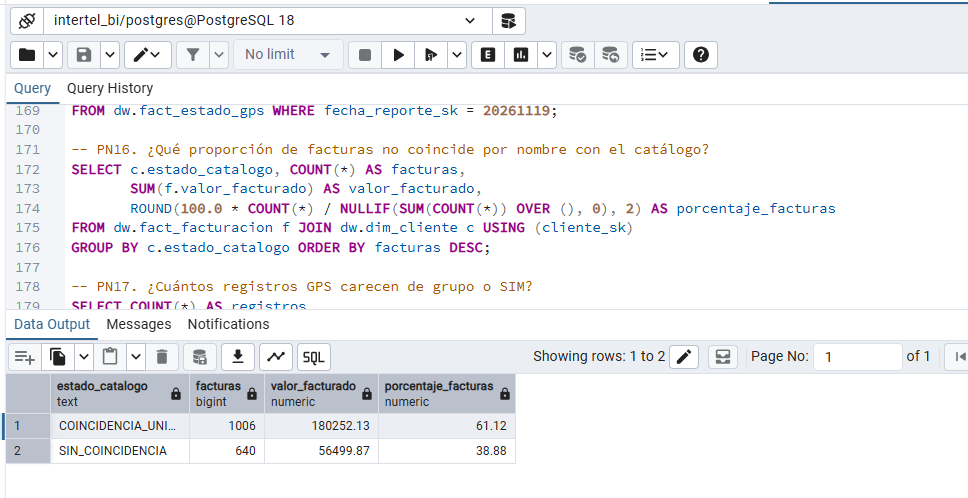 intertel_bi/postgres@PostgreSQL 18
No limit
E
Query Query History
169 FROM dw.fact_estado_gps WHERE fecha_reporte_sk = 20261119;
170
171 -- PN16. ¿Qué proporción de facturas no coincide por nombre con el catálogo?
172 SELECT c.estado_catalogo, COUNT(*) AS facturas,
173 SUM(f.valor_facturado) AS valor_facturado,
174 ROUND(100.0 * COUNT(*) / NULLIF(SUM(COUNT(*)) OVER (), 0), 2) AS porcentaje_facturas
175 FROM dw.fact_facturacion f JOIN dw.dim_cliente c USING (cliente_sk)
176 GROUP BY c.estado_catalogo ORDER BY facturas DESC;
177
178 -- PN17. ¿Cuántos registros GPS carecen de grupo o SIM?
179 SELECT COUNT(*) AS registros
Data Output Messages Notifications
SQL Showing rows: 1 to 2 Page No: 1 of 1
estado_catalogo facturas valor_facturado porcentaje_facturas
text bigint numeric numeric
1 COINCIDENCIA_UNI... 1006 180252.13 61.12
2 SIN_COINCIDENCIA 640 56499.87 38.88